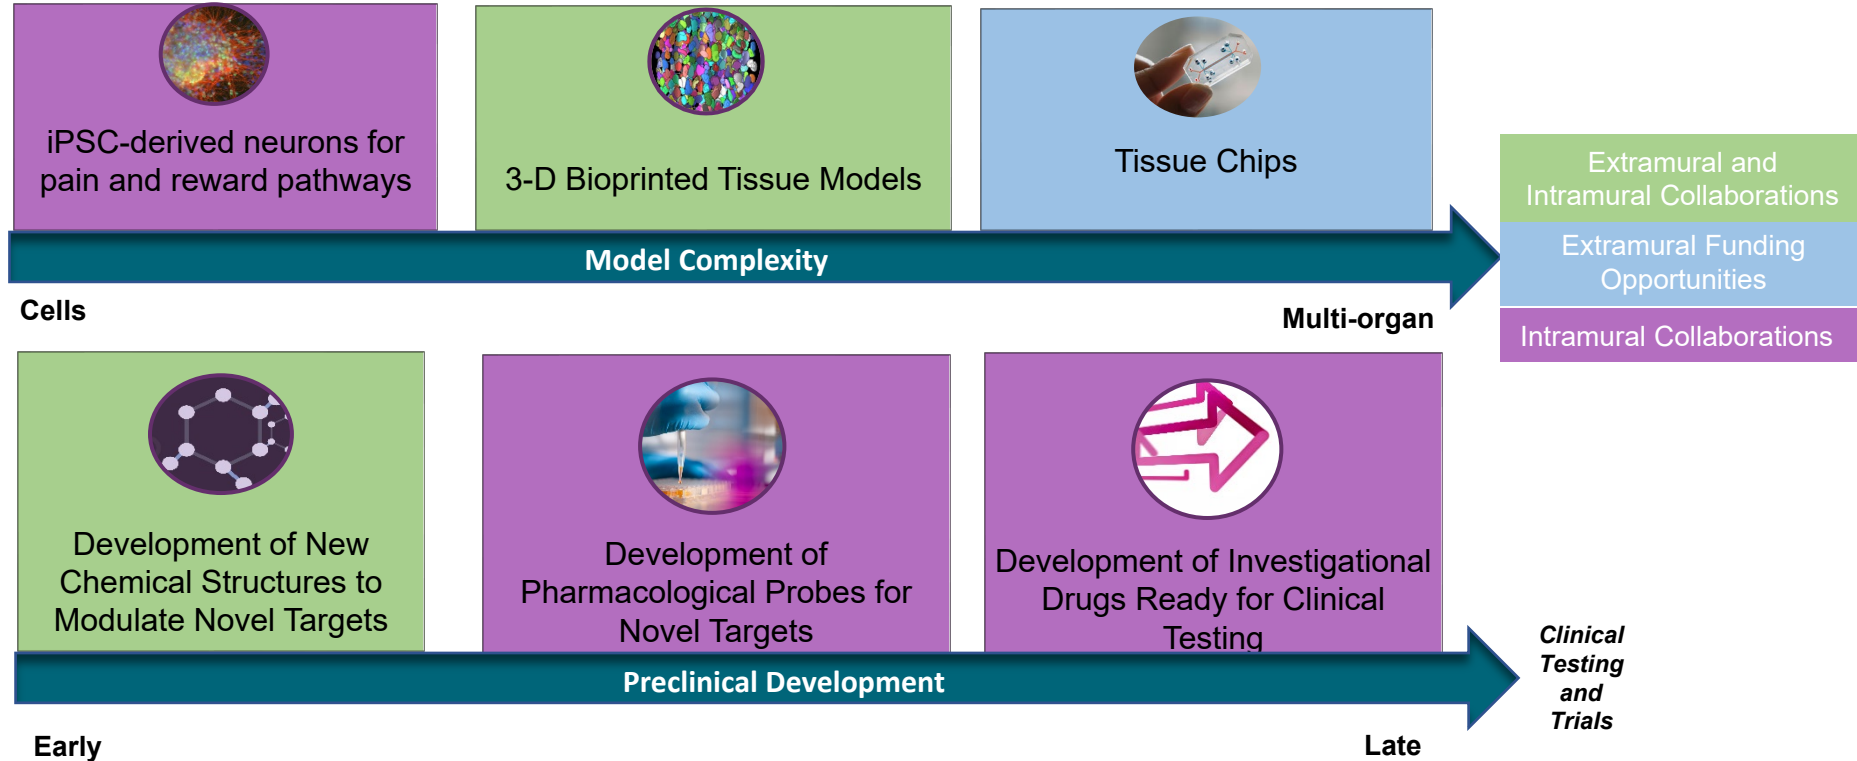 iPSC-derived neurons for
pain and reward pathways
3-D Bioprinted Tissue Models
Tissue Chips
Extramural and
Intramural Collaborations
Extramural Funding
Opportunities
Intramural Collaborations
Model Complexity
Cells
Multi-organ
Development of New
Chemical Structures to
Modulate Novel Targets
Development of
Pharmacological Probes for
Novel Targets
Development of Investigational
Drugs Ready for Clinical
Testing
Preclinical Development
Clinical
Testing
and
Trials
Early
Late